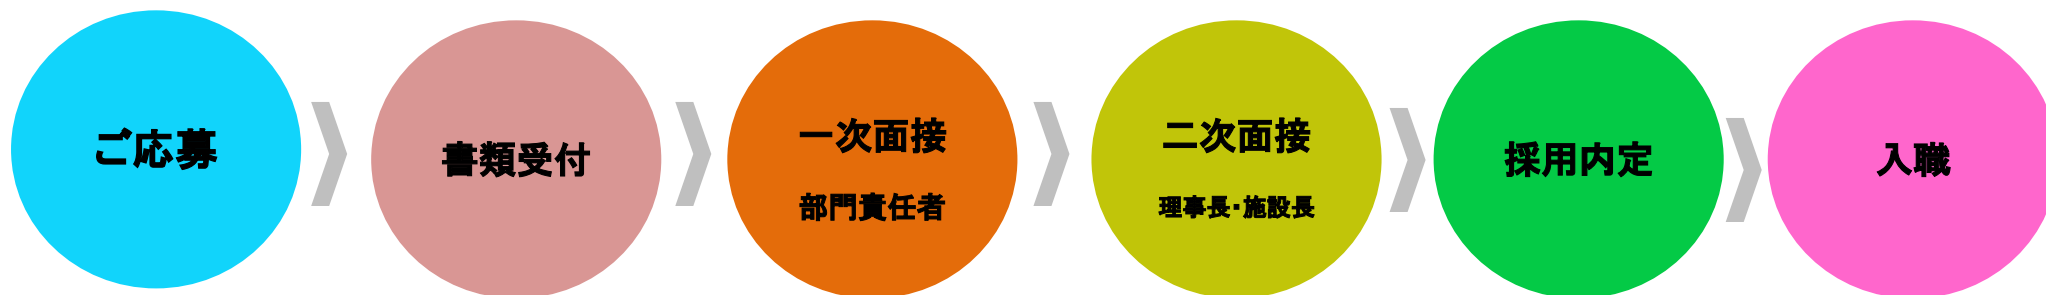 ご応募
書類受付
一次面接
部門責任者
二次面接
理事長・施設長
採用内定
入職